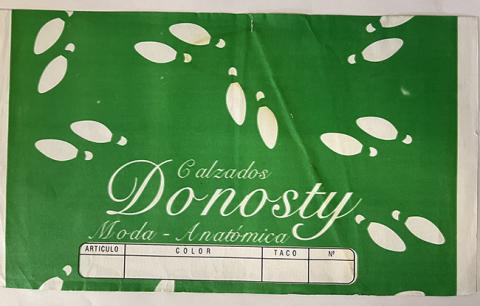 Calzados
Donosty
Moda - Anatómica
ARTICULO COLOR TACO Nº